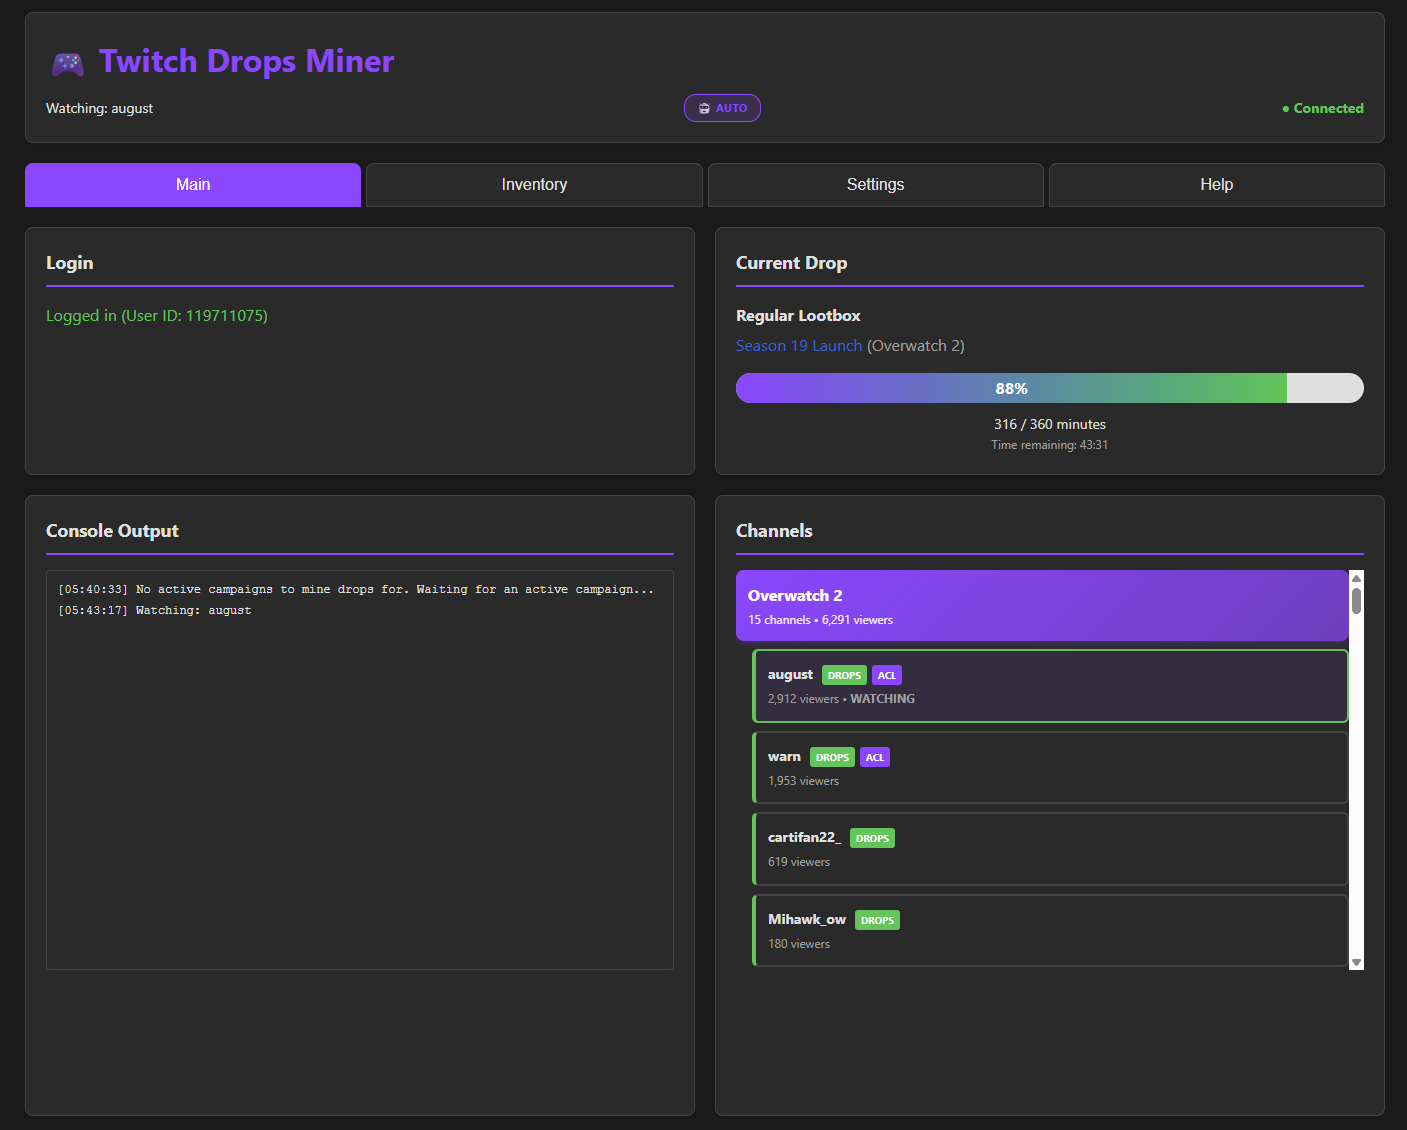 Twitch Drops Miner
Watching: august
AUTO
● Connected
Main
Inventory
Settings
Help
Login
Logged in (User ID: 119711075)
Current Drop
Regular Lootbox
Season 19 Launch (Overwatch 2)
88%
316 / 360 minutes
Time remaining: 43:31
Console Output
[05:40:33] No active campaigns to mine drops for. Waiting for an active campaign...
[05:43:17] Watching: august
Channels
Overwatch 2
15 channels • 6,291 viewers
august DROPS ACL
2,912 viewers • WATCHING
warn DROPS ACL
1,953 viewers
cartifan22_ DROPS
619 viewers
Mihawk_ow DROPS
180 viewers